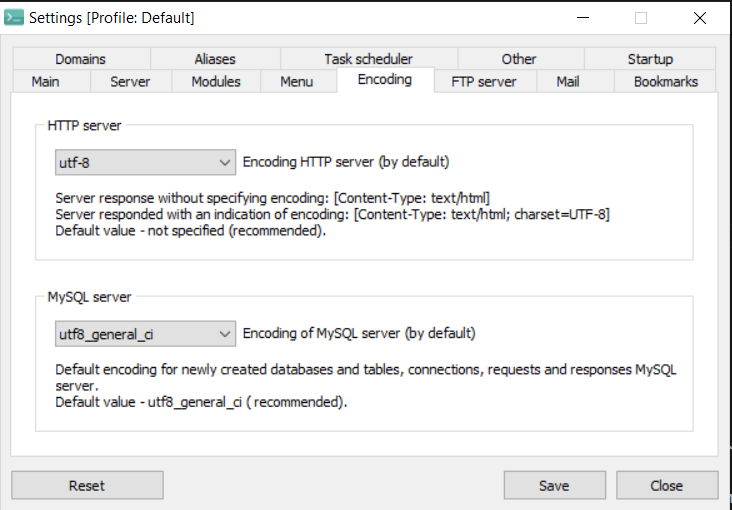 Settings [Profile: Default]
Domains Aliases Task scheduler Other Startup
Main Server Modules Menu Encoding FTP server Mail Bookmarks
HTTP server
utf-8 Encoding HTTP server (by default)
Server response without specifying encoding: [Content-Type: text/html]
Server responded with an indication of encoding: [Content-Type: text/html; charset=UTF-8]
Default value - not specified (recommended).
MySQL server
utf8_general_ci Encoding of MySQL server (by default)
Default encoding for newly created databases and tables, connections, requests and responses MySQL
server.
Default value - utf8_general_ci ( recommended).
Reset Save Close